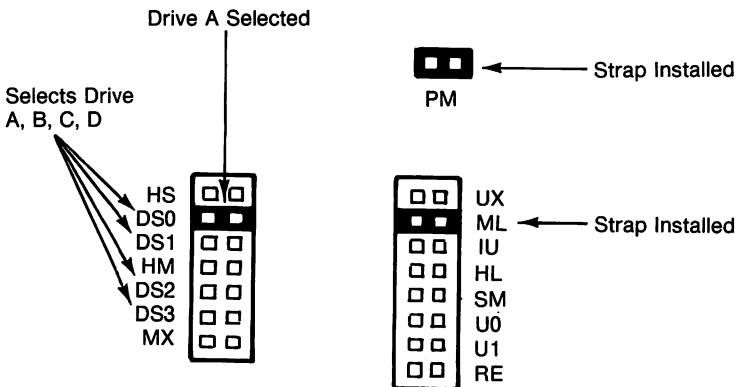 Drive A Selected
Strap Installed
PM
Selects Drive
A, B, C, D
HS
DS0
DS1
HM
DS2
DS3
MX
UX
ML
Strap Installed
IU
HL
SM
U0
U1
RE